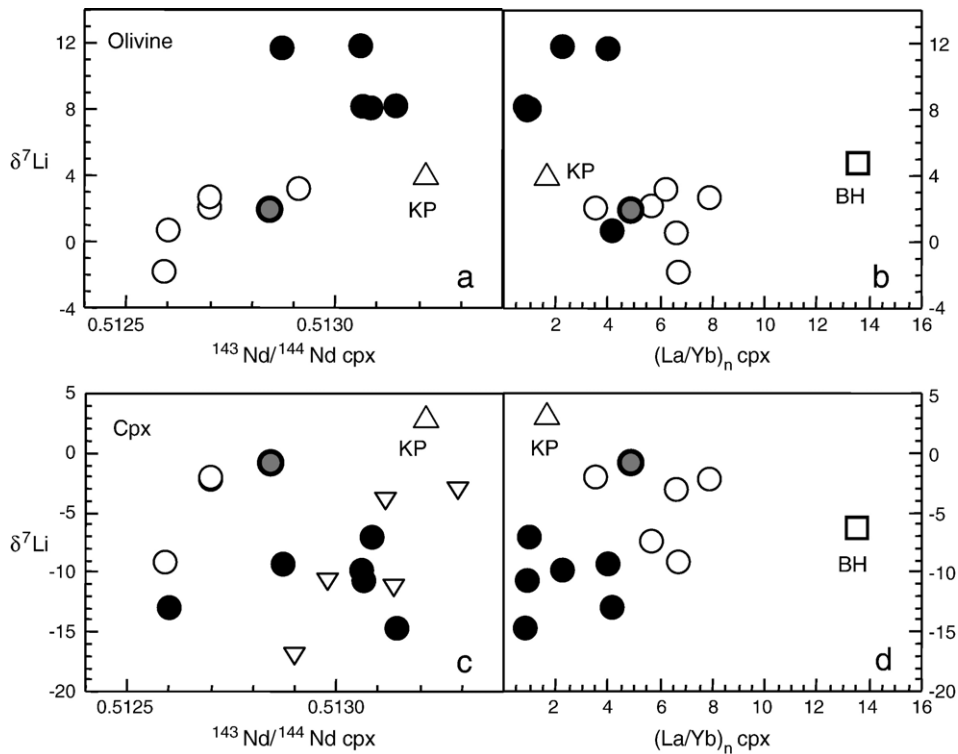 12
8
4
0
-4
δ⁷Li
Olivine
KP
a
0.5125
0.5130
¹⁴³Nd/¹⁴⁴Nd cpx
KP
BH
b
12
8
4
0
-4
2
4
6
8
10
12
14
16
(La/Yb)ₙ cpx
5
0
-5
-10
-15
-20
δ⁷Li
Cpx
KP
c
0.5125
0.5130
¹⁴³Nd/¹⁴⁴Nd cpx
KP
BH
d
5
0
-5
-10
-15
-20
2
4
6
8
10
12
14
16
(La/Yb)ₙ cpx